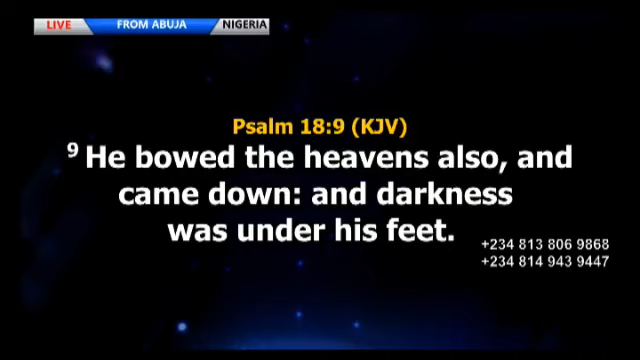 LIVE FROM ABUJA NIGERIA
Psalm 18:9 (KJV)
9 He bowed the heavens also, and
came down: and darkness
was under his feet.
+234 813 806 9868
+234 814 943 9447